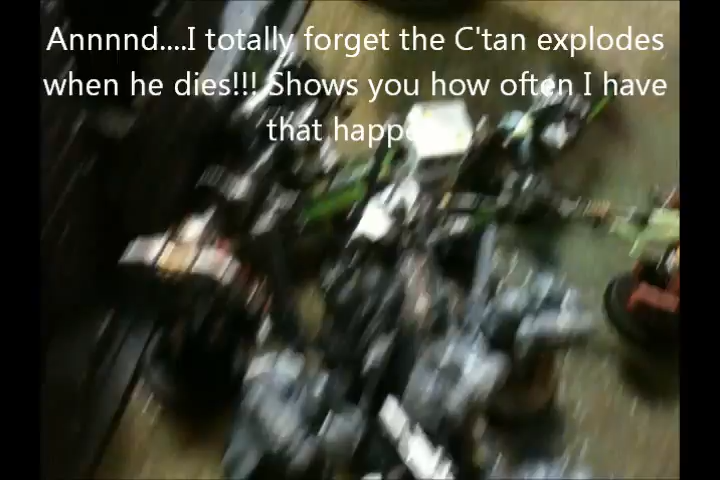 Annnnd....I totally forget the C'tan explodes
when he dies!!! Shows you how often I have
that